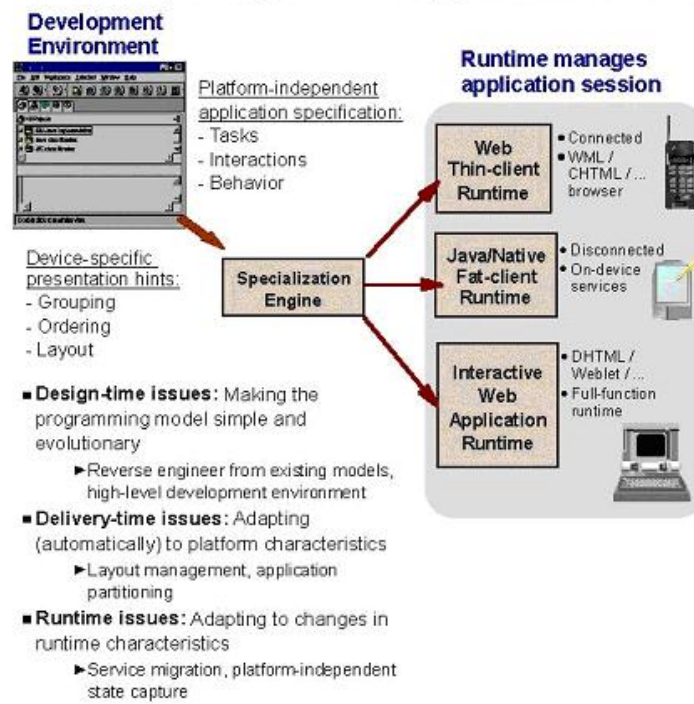 Development
Environment
Platform-independent
application specification:
- Tasks
- Interactions
- Behavior
Device-specific
presentation hints:
- Grouping
- Ordering
- Layout
Specialization
Engine
Runtime manages
application session
Web
Thin-client
Runtime
• Connected
• WML /
CHTML / ...
browser
Java/Native
Fat-client
Runtime
• Disconnected
• On-device
services
Interactive
Web
Application
Runtime
• DHTML /
Weblet / ...
• Full-function
runtime
■ Design-time issues: Making the
programming model simple and
evolutionary
►Reverse engineer from existing models,
high-level development environment
■ Delivery-time issues: Adapting
(automatically) to platform characteristics
►Layout management, application
partitioning
■ Runtime issues: Adapting to changes in
runtime characteristics
►Service migration, platform-independent
state capture